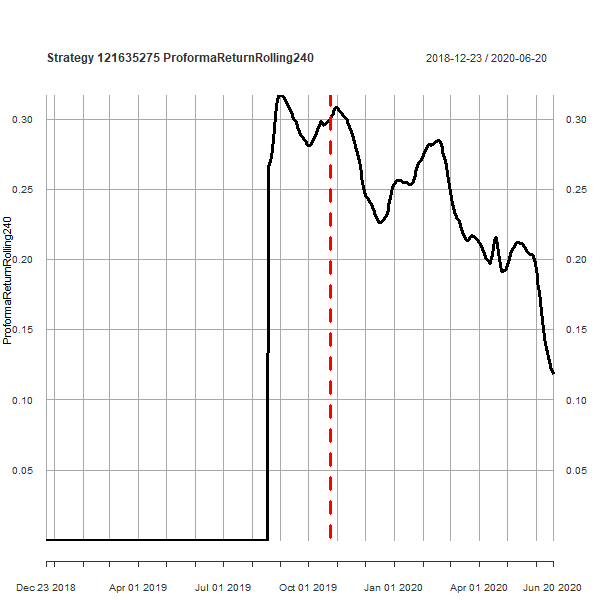 Strategy 121635275 ProformaReturnRolling240
2018-12-23 / 2020-06-20
ProformaReturnRolling240
0.30 0.30
0.25 0.25
0.20 0.20
0.15 0.15
0.10 0.10
0.05 0.05
Dec 23 2018 Apr 01 2019 Jul 01 2019 Oct 01 2019 Jan 01 2020 Apr 01 2020 Jun 20 2020